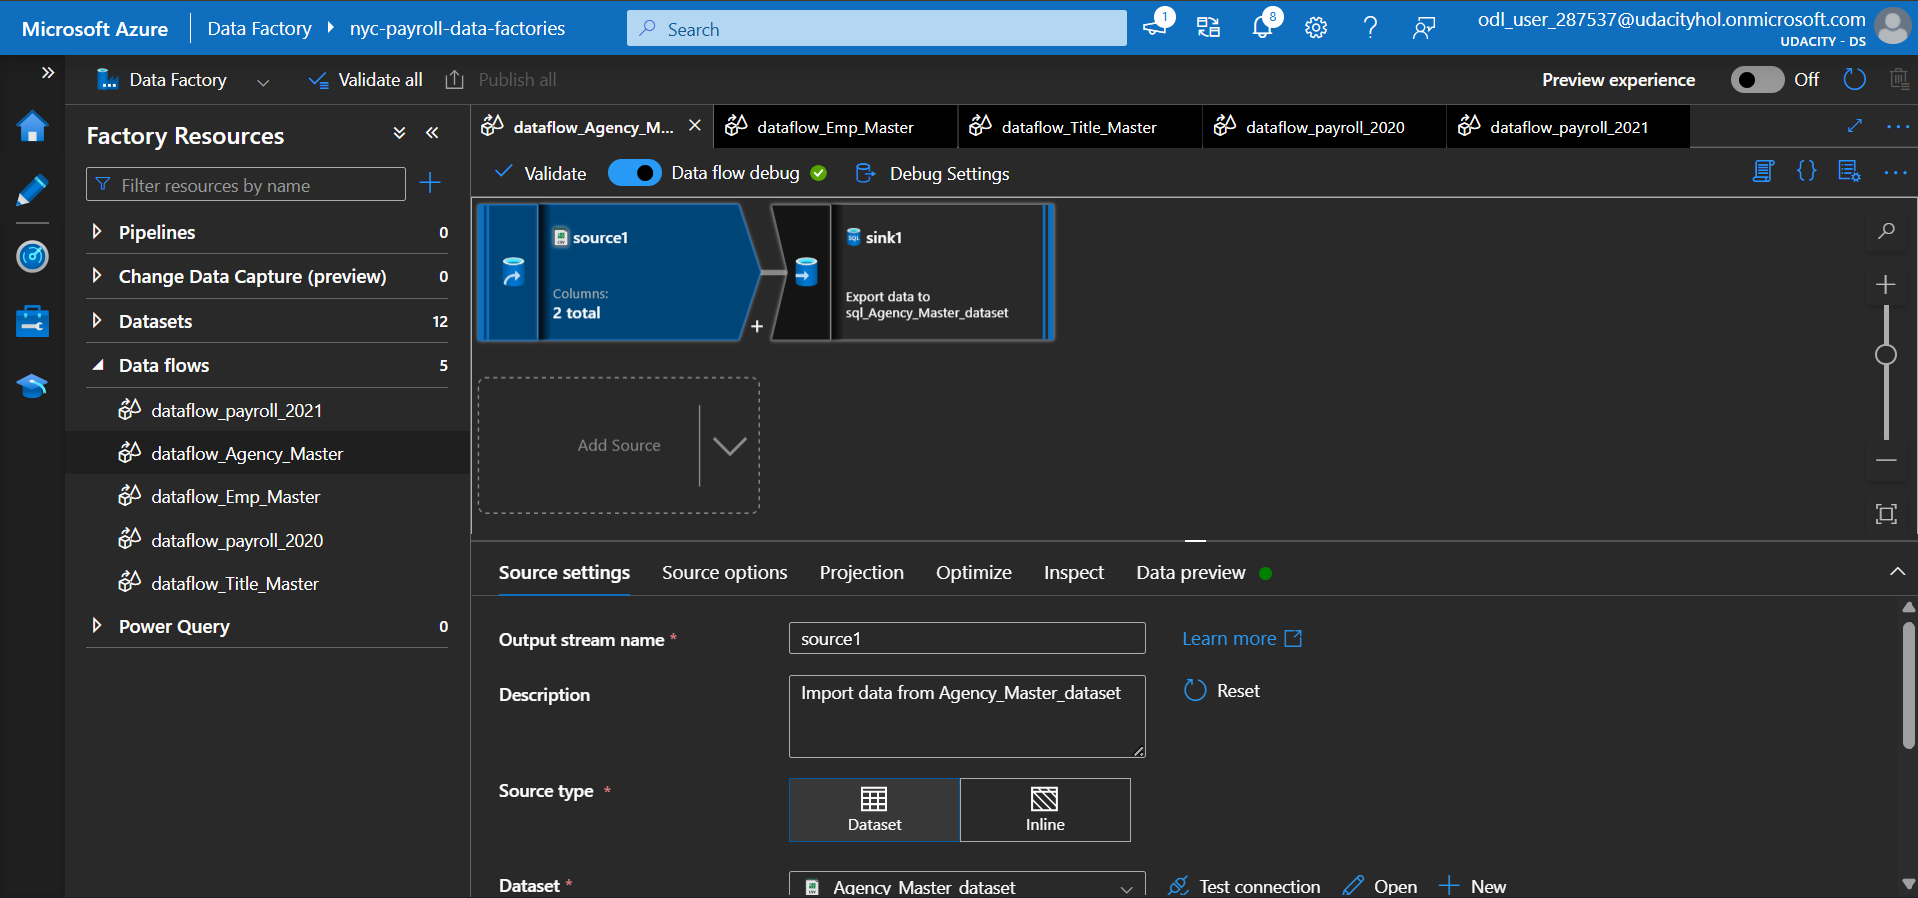 Microsoft Azure
Data Factory
nyc-payroll-data-factories
Search
1
8
odl_user_287537@udacityhol.onmicrosoft.com
UDACITY - DS
Data Factory
Validate all
Publish all
Preview experience
Off
Factory Resources
dataflow_Agency_M...
dataflow_Emp_Master
dataflow_Title_Master
dataflow_payroll_2020
dataflow_payroll_2021
Filter resources by name
Validate
Data flow debug
Debug Settings
Pipelines
0
Change Data Capture (preview)
0
Datasets
12
Data flows
5
dataflow_payroll_2021
dataflow_Agency_Master
dataflow_Emp_Master
dataflow_payroll_2020
dataflow_Title_Master
Power Query
0
source1
Columns:
2 total
sink1
Export data to
sql_Agency_Master_dataset
Add Source
Source settings
Source options
Projection
Optimize
Inspect
Data preview
Output stream name *
source1
Learn more
Description
Import data from Agency_Master_dataset
Reset
Source type *
Dataset
Inline
Dataset *
Agency_Master_dataset
Test connection
Open
New